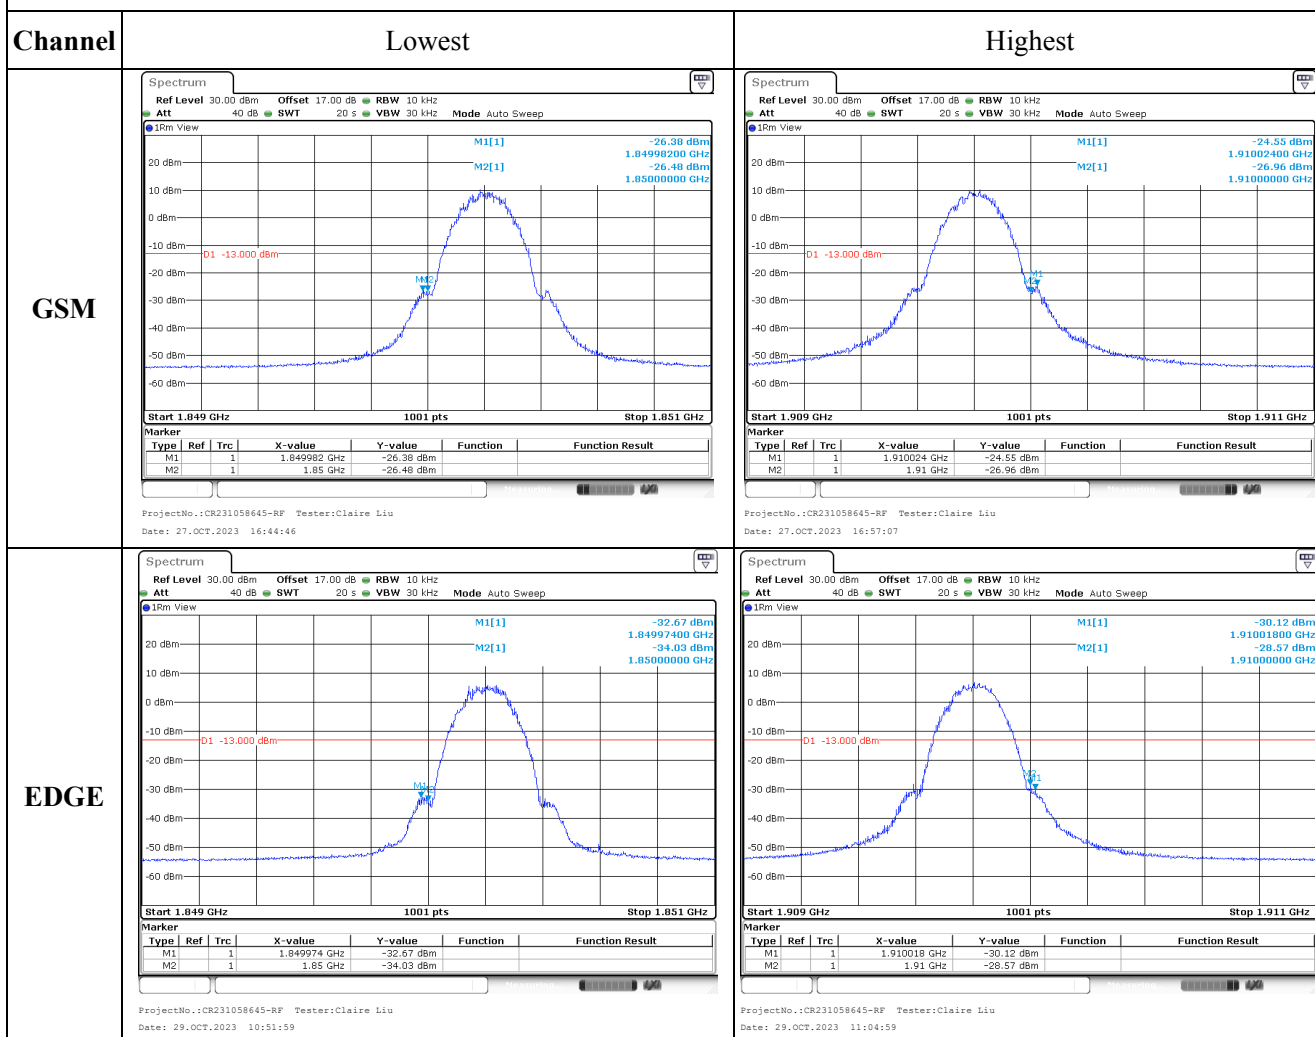 Channel Lowest Highest
GSM
Spectrum
Ref Level 30.00 dBm Offset 17.00 dB RBW 10 kHz
Att 40 dB SWT 20 s VBW 30 kHz Mode Auto Sweep
1Rm View
M1[1] -26.38 dBm
1.84998200 GHz
M2[1] -26.48 dBm
1.85000000 GHz
20 dBm
10 dBm
0 dBm
-10 dBm
D1 -13.000 dBm
-20 dBm
M1 M2
-30 dBm
-40 dBm
-50 dBm
-60 dBm
Start 1.849 GHz 1001 pts Stop 1.851 GHz
Marker
Type Ref Trc X-value Y-value Function Function Result
M1 1 1.849982 GHz -26.38 dBm
M2 1 1.85 GHz -26.48 dBm
Measuring
ProjectNo.:CR231058645-RF Tester:Claire Liu
Date: 27.OCT.2023 16:44:46
Spectrum
Ref Level 30.00 dBm Offset 17.00 dB RBW 10 kHz
Att 40 dB SWT 20 s VBW 30 kHz Mode Auto Sweep
1Rm View
M1[1] -24.55 dBm
1.91002400 GHz
M2[1] -26.96 dBm
1.91000000 GHz
20 dBm
10 dBm
0 dBm
-10 dBm
D1 -13.000 dBm
-20 dBm
M1
M2
-30 dBm
-40 dBm
-50 dBm
-60 dBm
Start 1.909 GHz 1001 pts Stop 1.911 GHz
Marker
Type Ref Trc X-value Y-value Function Function Result
M1 1 1.910024 GHz -24.55 dBm
M2 1 1.91 GHz -26.96 dBm
Measuring
ProjectNo.:CR231058645-RF Tester:Claire Liu
Date: 27.OCT.2023 16:57:07
EDGE
Spectrum
Ref Level 30.00 dBm Offset 17.00 dB RBW 10 kHz
Att 40 dB SWT 20 s VBW 30 kHz Mode Auto Sweep
1Rm View
M1[1] -32.67 dBm
1.84997400 GHz
M2[1] -34.03 dBm
1.85000000 GHz
20 dBm
10 dBm
0 dBm
-10 dBm
D1 -13.000 dBm
-20 dBm
M1 M2
-30 dBm
-40 dBm
-50 dBm
-60 dBm
Start 1.849 GHz 1001 pts Stop 1.851 GHz
Marker
Type Ref Trc X-value Y-value Function Function Result
M1 1 1.849974 GHz -32.67 dBm
M2 1 1.85 GHz -34.03 dBm
Measuring
ProjectNo.:CR231058645-RF Tester:Claire Liu
Date: 29.OCT.2023 10:51:59
Spectrum
Ref Level 30.00 dBm Offset 17.00 dB RBW 10 kHz
Att 40 dB SWT 20 s VBW 30 kHz Mode Auto Sweep
1Rm View
M1[1] -30.12 dBm
1.91001800 GHz
M2[1] -28.57 dBm
1.91000000 GHz
20 dBm
10 dBm
0 dBm
-10 dBm
D1 -13.000 dBm
-20 dBm
M2
M1
-30 dBm
-40 dBm
-50 dBm
-60 dBm
Start 1.909 GHz 1001 pts Stop 1.911 GHz
Marker
Type Ref Trc X-value Y-value Function Function Result
M1 1 1.910018 GHz -30.12 dBm
M2 1 1.91 GHz -28.57 dBm
Measuring
ProjectNo.:CR231058645-RF Tester:Claire Liu
Date: 29.OCT.2023 11:04:59